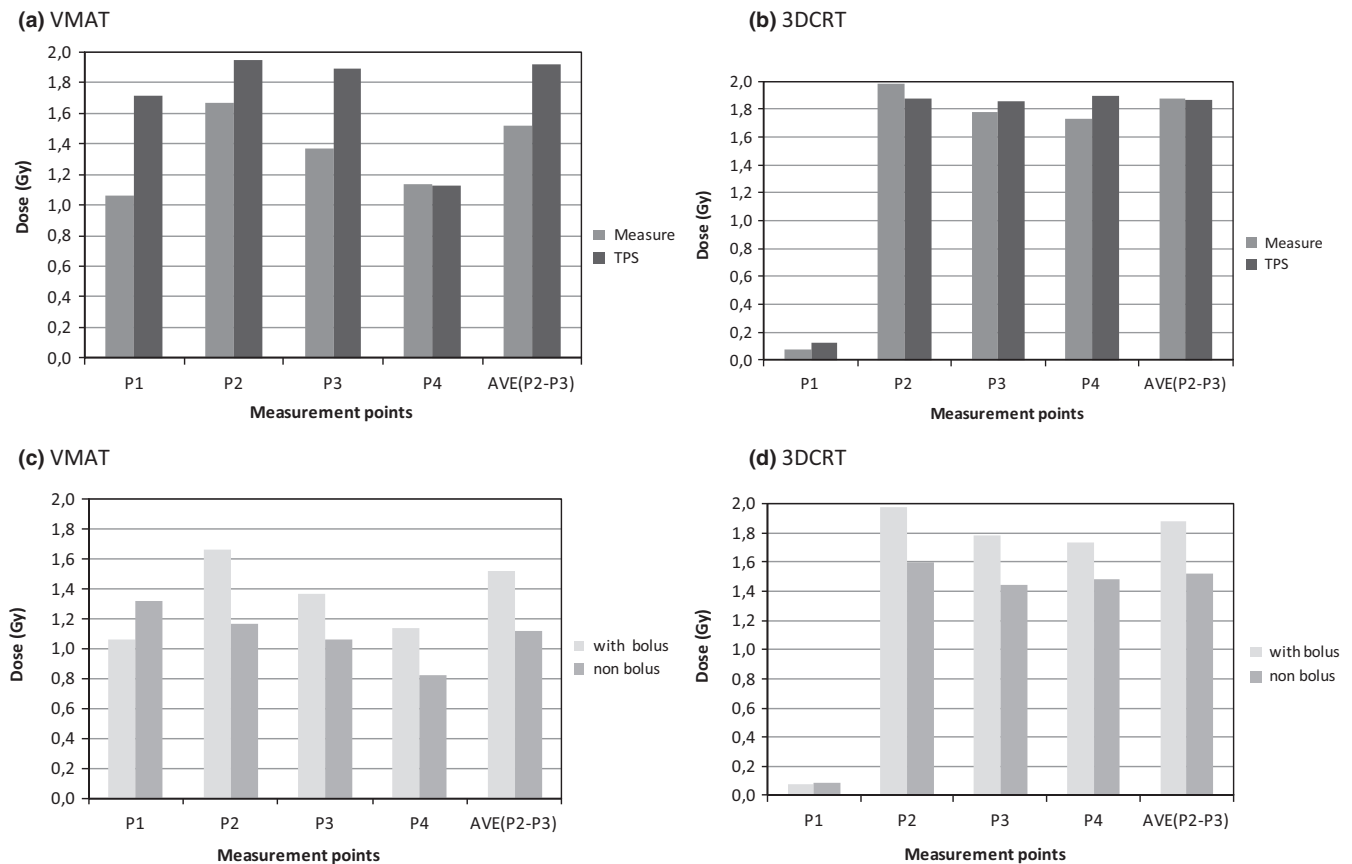 (a) VMAT
2,0
1,8
1,6
1,4
1,2
1,0
0,8
0,6
0,4
0,2
0,0
Dose (Gy)
P1 P2 P3 P4 AVE(P2-P3)
Measurement points
Measure
TPS
(b) 3DCRT
2,0
1,8
1,6
1,4
1,2
1,0
0,8
0,6
0,4
0,2
0,0
Dose (Gy)
P1 P2 P3 P4 AVE(P2-P3)
Measurement points
Measure
TPS
(c) VMAT
2,0
1,8
1,6
1,4
1,2
1,0
0,8
0,6
0,4
0,2
0,0
Dose (Gy)
P1 P2 P3 P4 AVE(P2-P3)
Measurement points
with bolus
non bolus
(d) 3DCRT
2,0
1,8
1,6
1,4
1,2
1,0
0,8
0,6
0,4
0,2
0,0
Dose (Gy)
P1 P2 P3 P4 AVE(P2-P3)
Measurement points
with bolus
non bolus